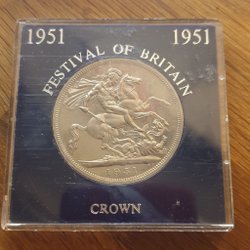 1951 1951
FESTIVAL OF BRITAIN
CROWN